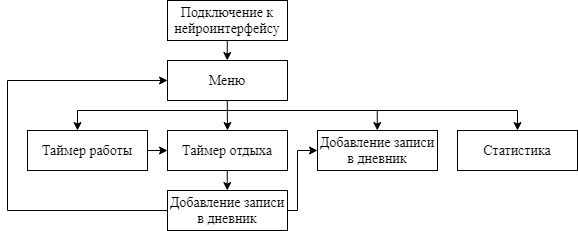 Подключение к
нейроинтерфейсу
Меню
Таймер работы
Таймер отдыха
Добавление записи
в дневник
Статистика
Добавление записи
в дневник